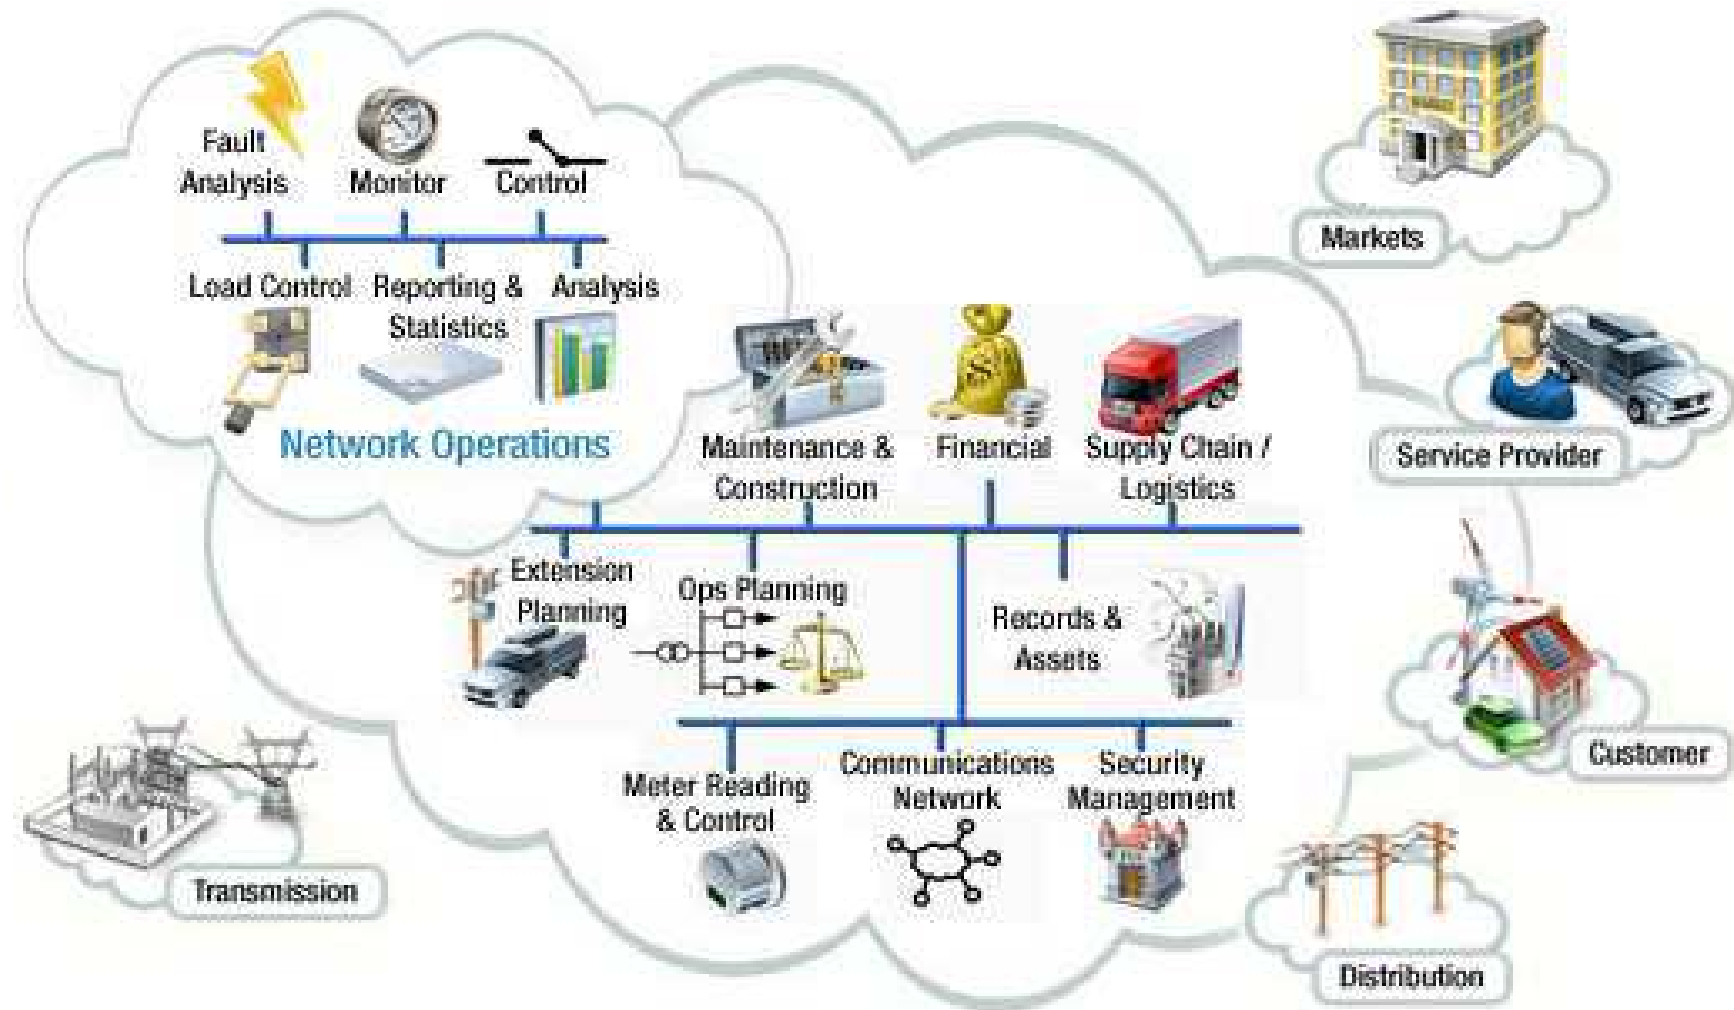 Fault
Analysis
Monitor
Control
Load Control
Reporting &
Statistics
Analysis
Network Operations
Maintenance &
Construction
Financial
Supply Chain /
Logistics
Extension
Planning
Ops Planning
Records &
Assets
Meter Reading
& Control
Communications
Network
Security
Management
Markets
Service Provider
Customer
Distribution
Transmission